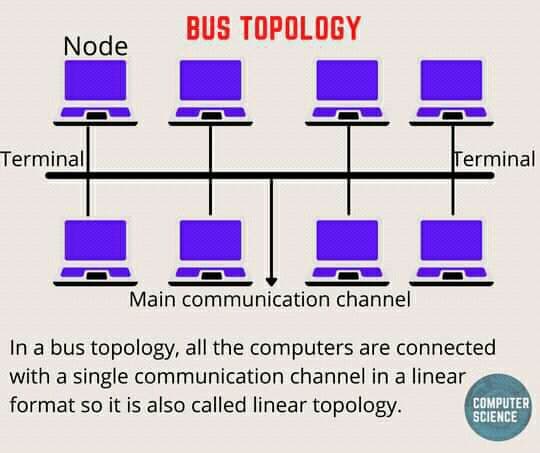 BUS TOPOLOGY
Node
Terminal
Terminal
Main communication channel
In a bus topology, all the computers are connected
with a single communication channel in a linear
format so it is also called linear topology.
COMPUTER
SCIENCE